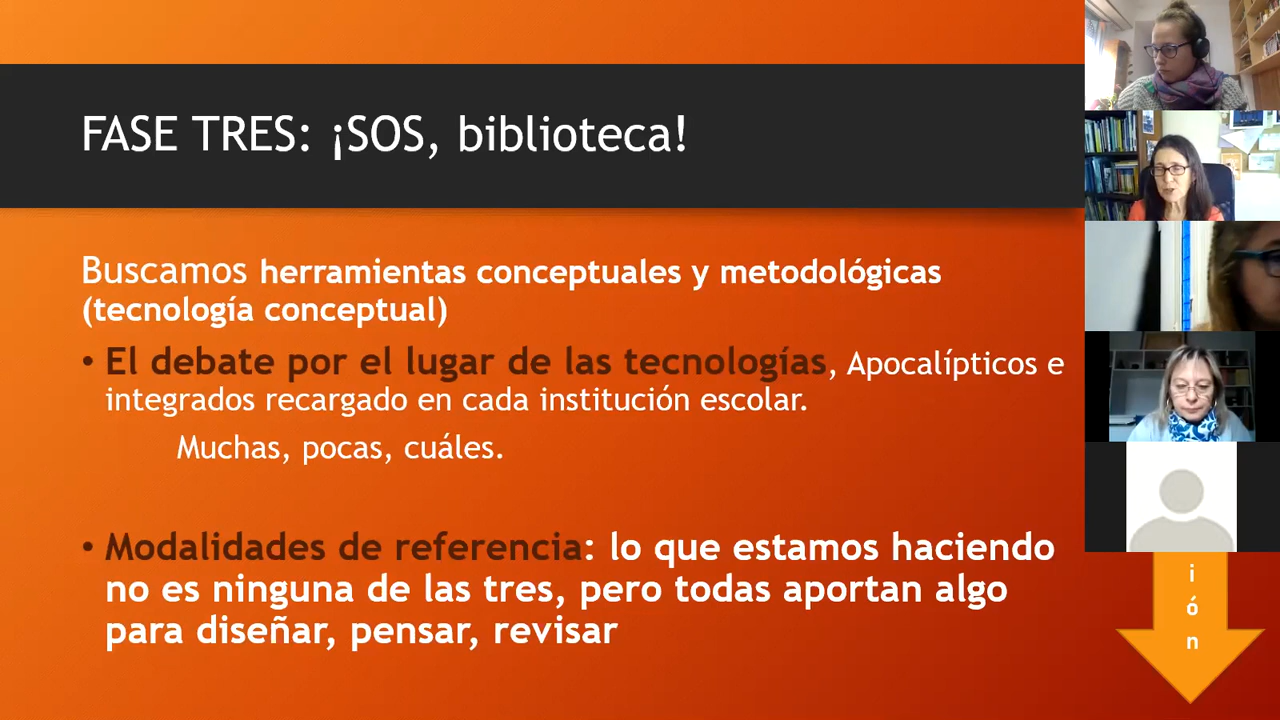 FASE TRES: ¡SOS, biblioteca!
Buscamos herramientas conceptuales y metodológicas
(tecnología conceptual)
• El debate por el lugar de las tecnologías, Apocalípticos e
integrados recargado en cada institución escolar.
Muchas, pocas, cuáles.
• Modalidades de referencia: lo que estamos haciendo
no es ninguna de las tres, pero todas aportan algo
para diseñar, pensar, revisar
i
ó
n